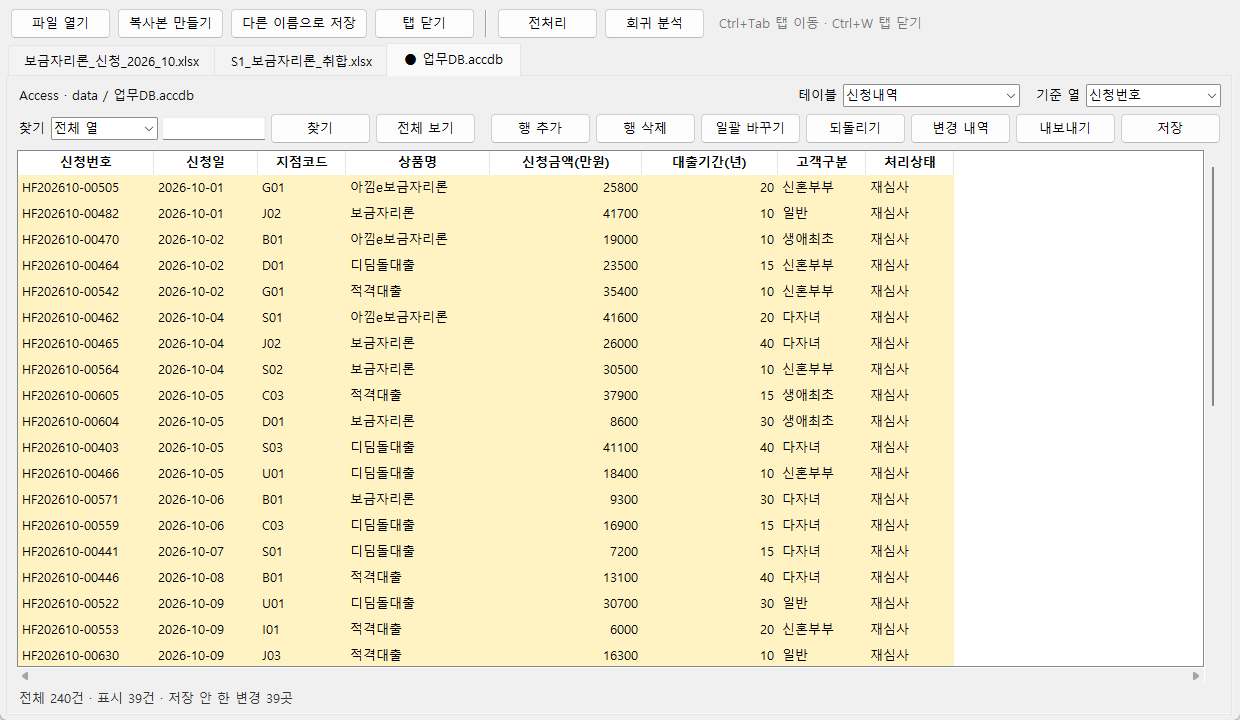 파일 열기 복사본 만들기 다른 이름으로 저장 탭 닫기 전처리 회귀 분석 Ctrl+Tab 탭 이동 · Ctrl+W 탭 닫기
보금자리론_신청_2026_10.xlsx S1_보금자리론_취합.xlsx ● 업무DB.accdb
Access · data / 업무DB.accdb 테이블 신청내역 기준 열 신청번호
찾기 전체 열 찾기 전체 보기 행 추가 행 삭제 일괄 바꾸기 되돌리기 변경 내역 내보내기 저장
신청번호 신청일 지점코드 상품명 신청금액(만원) 대출기간(년) 고객구분 처리상태
HF202610-00505 2026-10-01 G01 아낌e보금자리론 25800 20 신혼부부 재심사
HF202610-00482 2026-10-01 J02 보금자리론 41700 10 일반 재심사
HF202610-00470 2026-10-02 B01 아낌e보금자리론 19000 10 생애최초 재심사
HF202610-00464 2026-10-02 D01 디딤돌대출 23500 15 신혼부부 재심사
HF202610-00542 2026-10-02 G01 적격대출 35400 10 신혼부부 재심사
HF202610-00462 2026-10-04 S01 아낌e보금자리론 41600 20 다자녀 재심사
HF202610-00465 2026-10-04 J02 보금자리론 26000 40 다자녀 재심사
HF202610-00564 2026-10-04 S02 보금자리론 30500 10 신혼부부 재심사
HF202610-00605 2026-10-05 C03 적격대출 37900 15 생애최초 재심사
HF202610-00604 2026-10-05 D01 보금자리론 8600 30 생애최초 재심사
HF202610-00403 2026-10-05 S03 디딤돌대출 41100 40 다자녀 재심사
HF202610-00466 2026-10-05 U01 디딤돌대출 18400 10 신혼부부 재심사
HF202610-00571 2026-10-06 B01 보금자리론 9300 30 다자녀 재심사
HF202610-00559 2026-10-06 C03 디딤돌대출 16900 15 다자녀 재심사
HF202610-00441 2026-10-07 S01 디딤돌대출 7200 15 다자녀 재심사
HF202610-00446 2026-10-08 B01 적격대출 13100 40 다자녀 재심사
HF202610-00522 2026-10-09 U01 디딤돌대출 30700 30 일반 재심사
HF202610-00553 2026-10-09 I01 적격대출 6000 20 신혼부부 재심사
HF202610-00630 2026-10-09 J03 적격대출 16300 10 일반 재심사
전체 240건 · 표시 39건 · 저장 안 한 변경 39곳